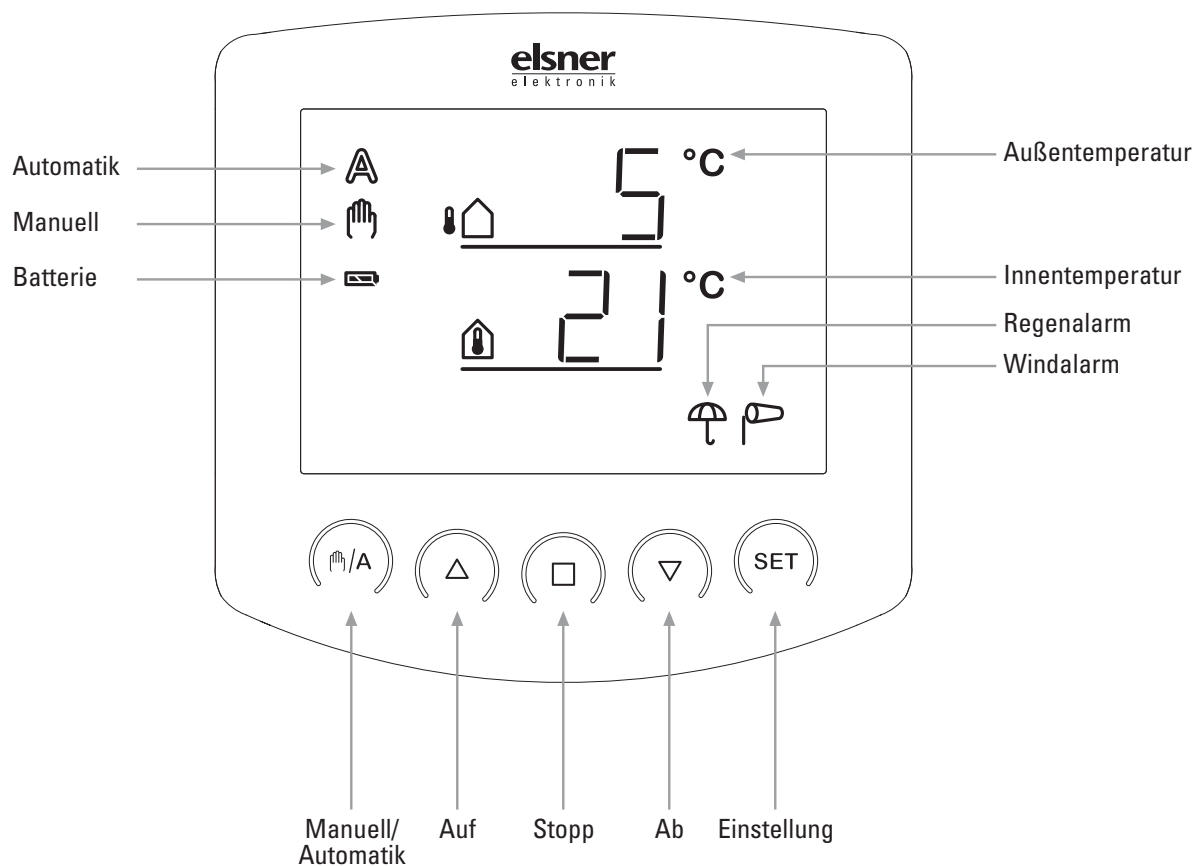 elsner
elektronik
Automatik
A
5 °C
Außentemperatur
Manuell
Batterie
21 °C
Innentemperatur
Regenalarm
Windalarm
/A
SET
Manuell/
Automatik
Auf
Stopp
Ab
Einstellung